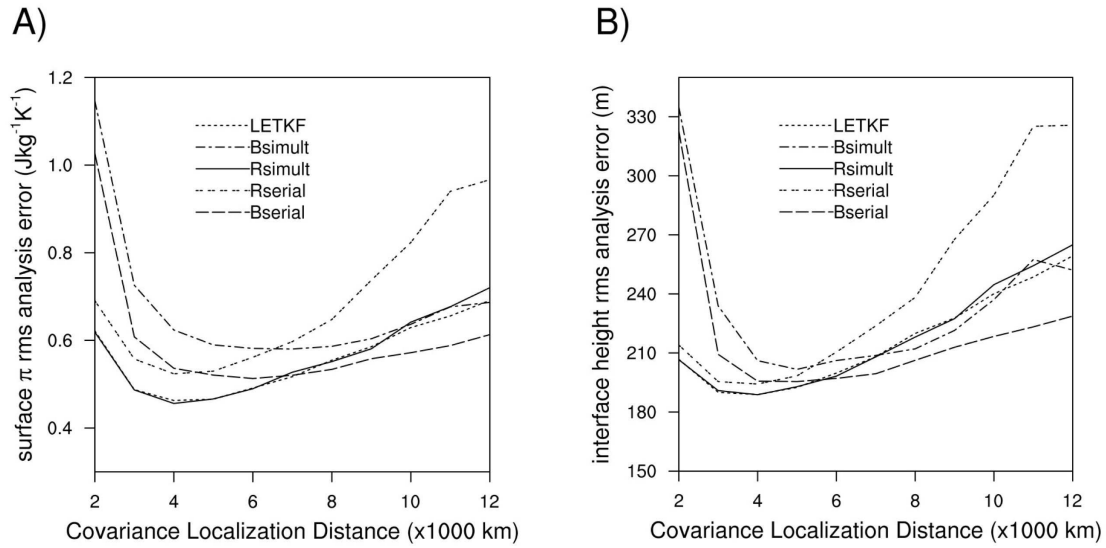 A)
surface π rms analysis error (Jkg⁻¹K⁻¹)
1.2
1.0
0.8
0.6
0.4
LETKF
Bsimult
Rsimult
Rserial
Bserial
2 4 6 8 10 12
Covariance Localization Distance (x1000 km)
B)
interface height rms analysis error (m)
330
300
270
240
210
180
150
LETKF
Bsimult
Rsimult
Rserial
Bserial
2 4 6 8 10 12
Covariance Localization Distance (x1000 km)